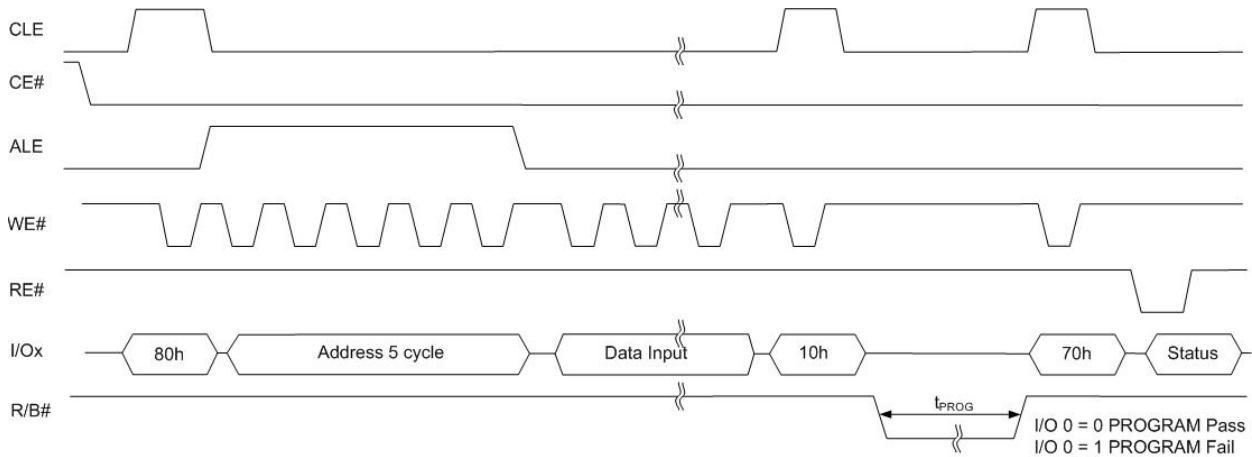 CLE
CE#
ALE
WE#
RE#
I/Ox
80h
Address 5 cycle
Data Input
10h
70h
Status
R/B#
tPROG
I/O 0 = 0 PROGRAM Pass
I/O 0 = 1 PROGRAM Fail